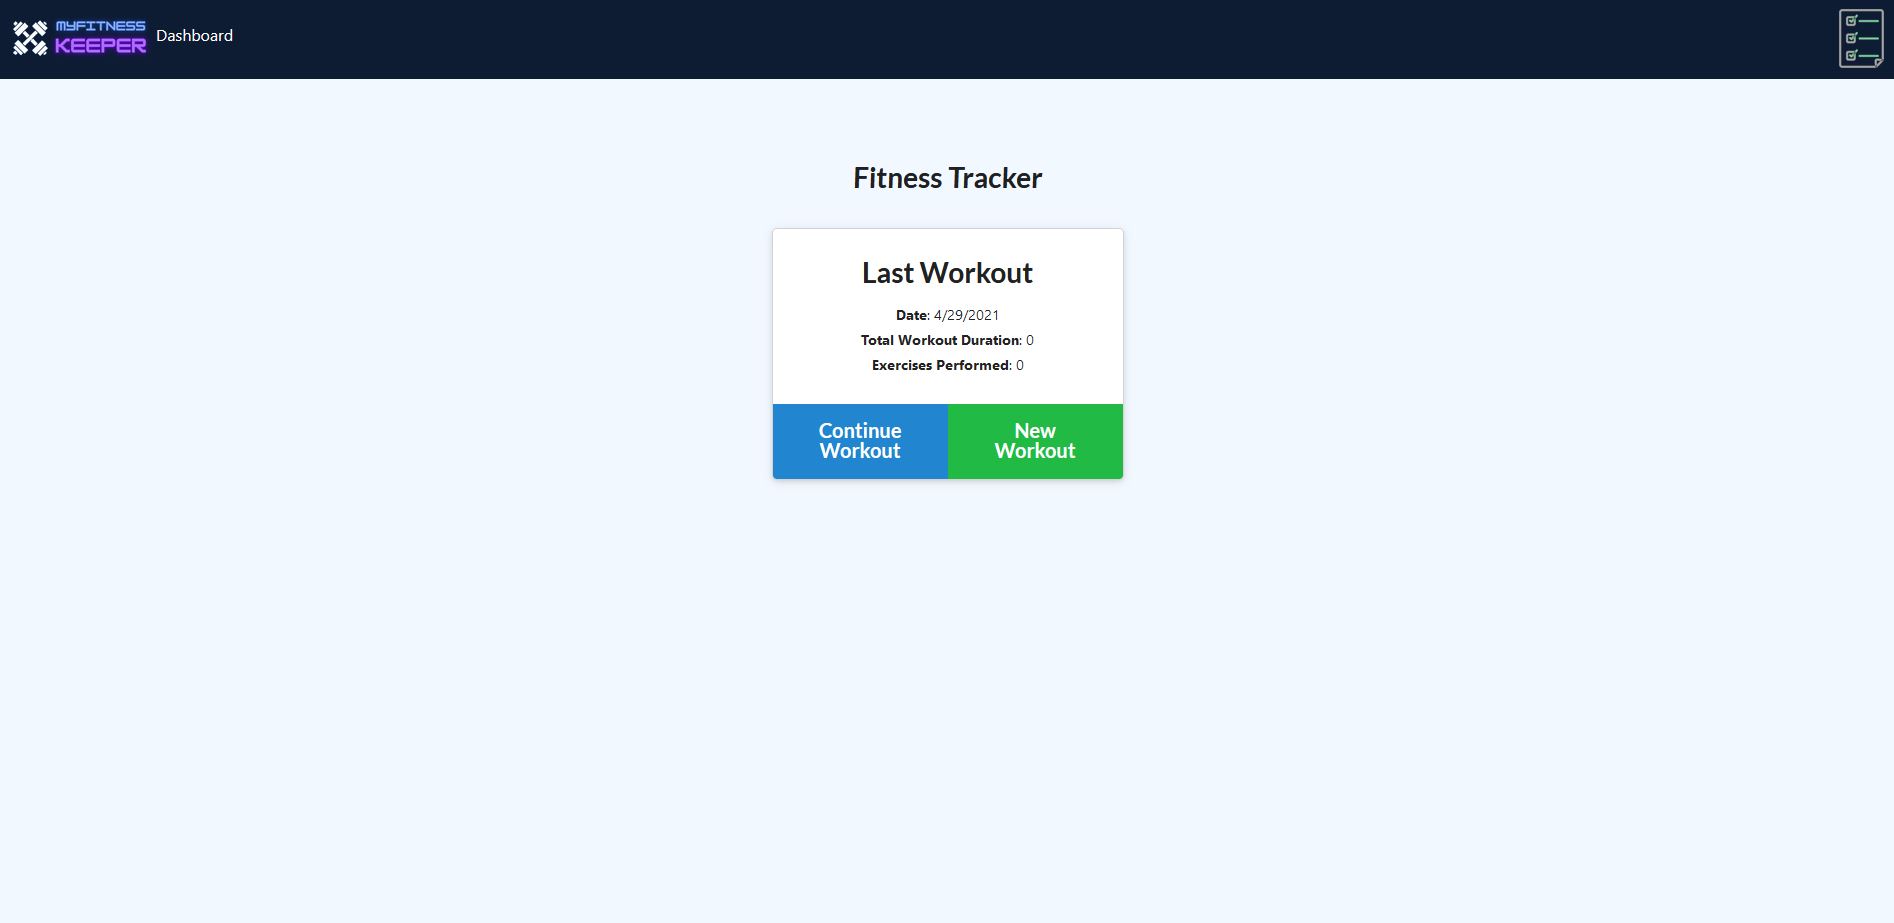 MYFITNESS
KEEPER
Dashboard
Fitness Tracker
Last Workout
Date: 4/29/2021
Total Workout Duration: 0
Exercises Performed: 0
Continue
Workout
New
Workout